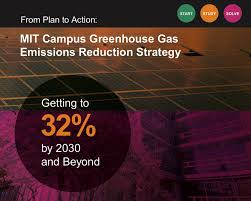 From Plan to Action:
START
STUDY
SOLVE
MIT Campus Greenhouse Gas
Emissions Reduction Strategy
Getting to
32%
by 2030
and Beyond